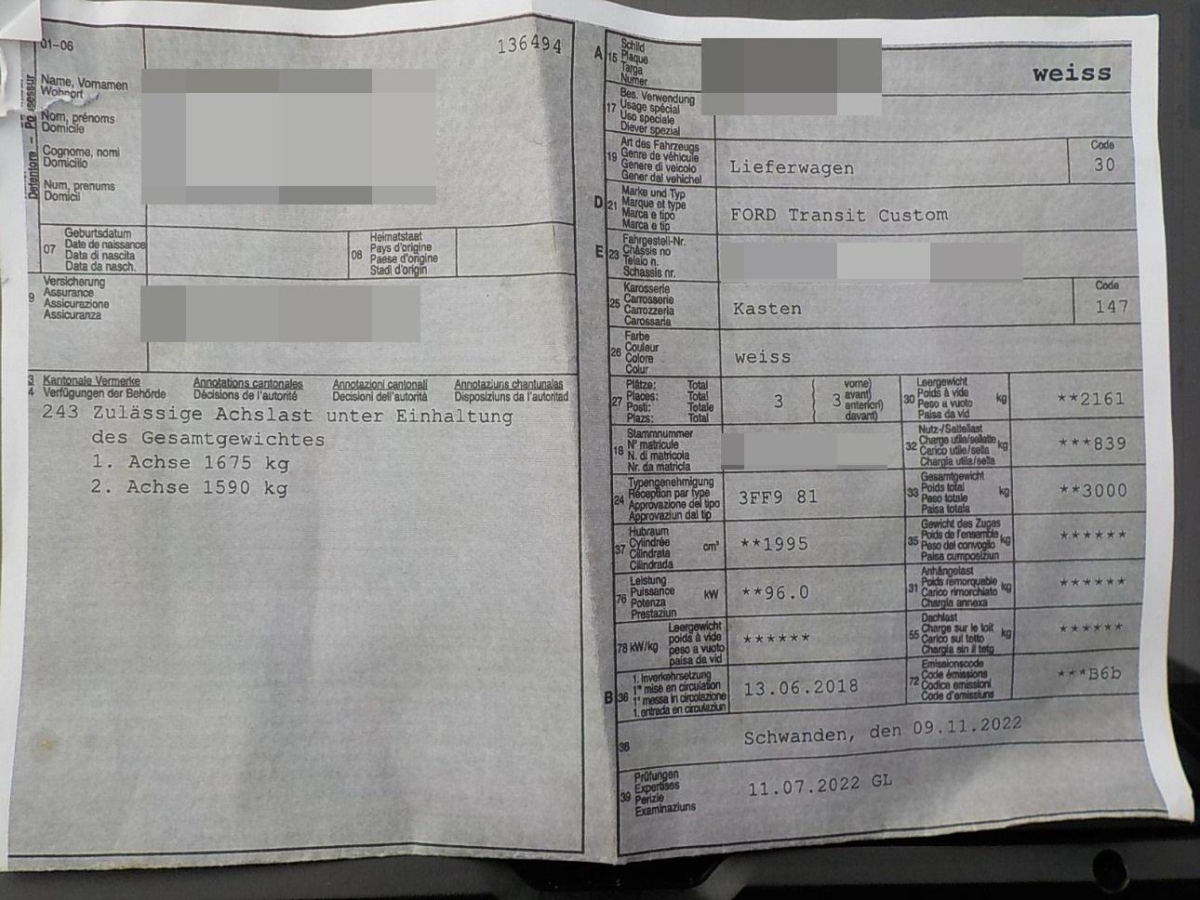 01-06
136494
Name, Vornamen
Wohnort
Nom, prénoms
Domicile
Cognome, nomi
Domicilio
Num, prenums
Domicil
07 Geburtsdatum
Date de naissance
Data di nascita
Data da nasch.
08 Heimatstaat
Pays d'origine
Paese d'origine
Stadi d'origin
9 Versicherung
Assurance
Assicurazione
Assicuranza
3 Kantonale Vermerke Annotations cantonales Annotazioni cantonali Annotaziuns chantunalas
4 Verfügungen der Behörde Décisions de l'autorité Decisioni dell'autorità Disposiziuns da l'autoritad
243 Zulässige Achslast unter Einhaltung
des Gesamtgewichtes
1. Achse 1675 kg
2. Achse 1590 kg
A 15 Schild
Plaque
Targa
Numer
weiss
17 Bes. Verwendung
Usage spécial
Uso speciale
Diever spezial
19 Art des Fahrzeugs
Genre de véhicule
Genere di veicolo
Gener dal vehichel
Lieferwagen
Code
30
D 21 Marke und Typ
Marque et type
Marca e tipo
Marca e tip
FORD Transit Custom
E 23 Fahrgestell-Nr.
Châssis no
Telaio n.
Schassis nr.
25 Karosserie
Carrosserie
Carrozzeria
Carossaria
Kasten
Code
147
26 Farbe
Couleur
Colore
Colur
weiss
27 Plätze: Total
Places: Total
Posti: Totale
Plazs: Total
3
3
vorne)
avant)
anteriori)
davant)
30 Leergewicht
Poids à vuoto
Peso a vuoto
Paisa da vid
kg
**2161
18 Stammnummer
N° matricule
N. di matricola
Nr. da matricla
32 Nutz-/Sattellast
Charge utile/sellette
Carico utile/sella
Chargia utila/sella
kg
***839
24 Typengenehmigung
Réception par type
Approvazione del tipo
Approvaziun dal tip
3FF9 81
33 Gesamtgewicht
Poids total
Peso totale
Paisa totala
kg
**3000
37 Hubraum
Cylindrée
Cilindrata
Cilindrada
cm³
**1995
35 Gewicht des Zuges
Poids de l'ensemble
Peso del convoglio
Paisa cumposiziun
kg
******
76 Leistung
Puissance
Potenza
Prestaziun
kW
**96.0
31 Anhängelast
Poids remorquable
Carico rimorchiato
Chargia annexa
kg
******
78 kW/kg
Leergewicht
poids à vide
peso a vuoto
paisa da vid
******
55 Dachlast
Charge sur le toit
Carico sul tetto
Chargia sin il tetg
kg
******
B 36 1. Inverkehrsetzung
1re mise en circulation
1a messa in circolazione
1. entrada en circulaziun
13.06.2018
72 Emissionscode
Code émissions
Codice emissioni
Code d'emissiuns
***B6b
38
Schwanden, den 09.11.2022
39 Prüfungen
Expertises
Perizie
Examinaziuns
11.07.2022 GL